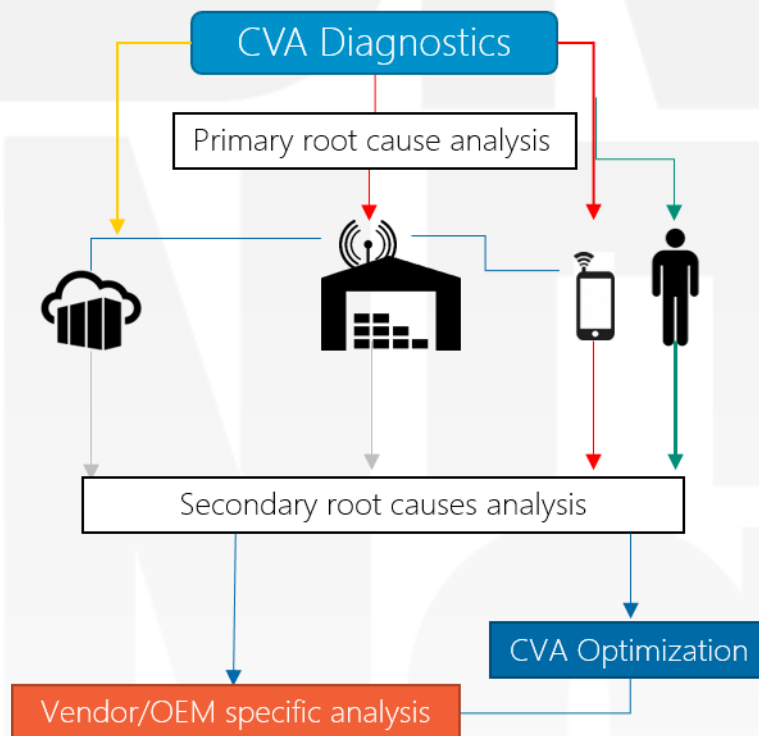 CVA Diagnostics
Primary root cause analysis
Secondary root causes analysis
CVA Optimization
Vendor/OEM specific analysis